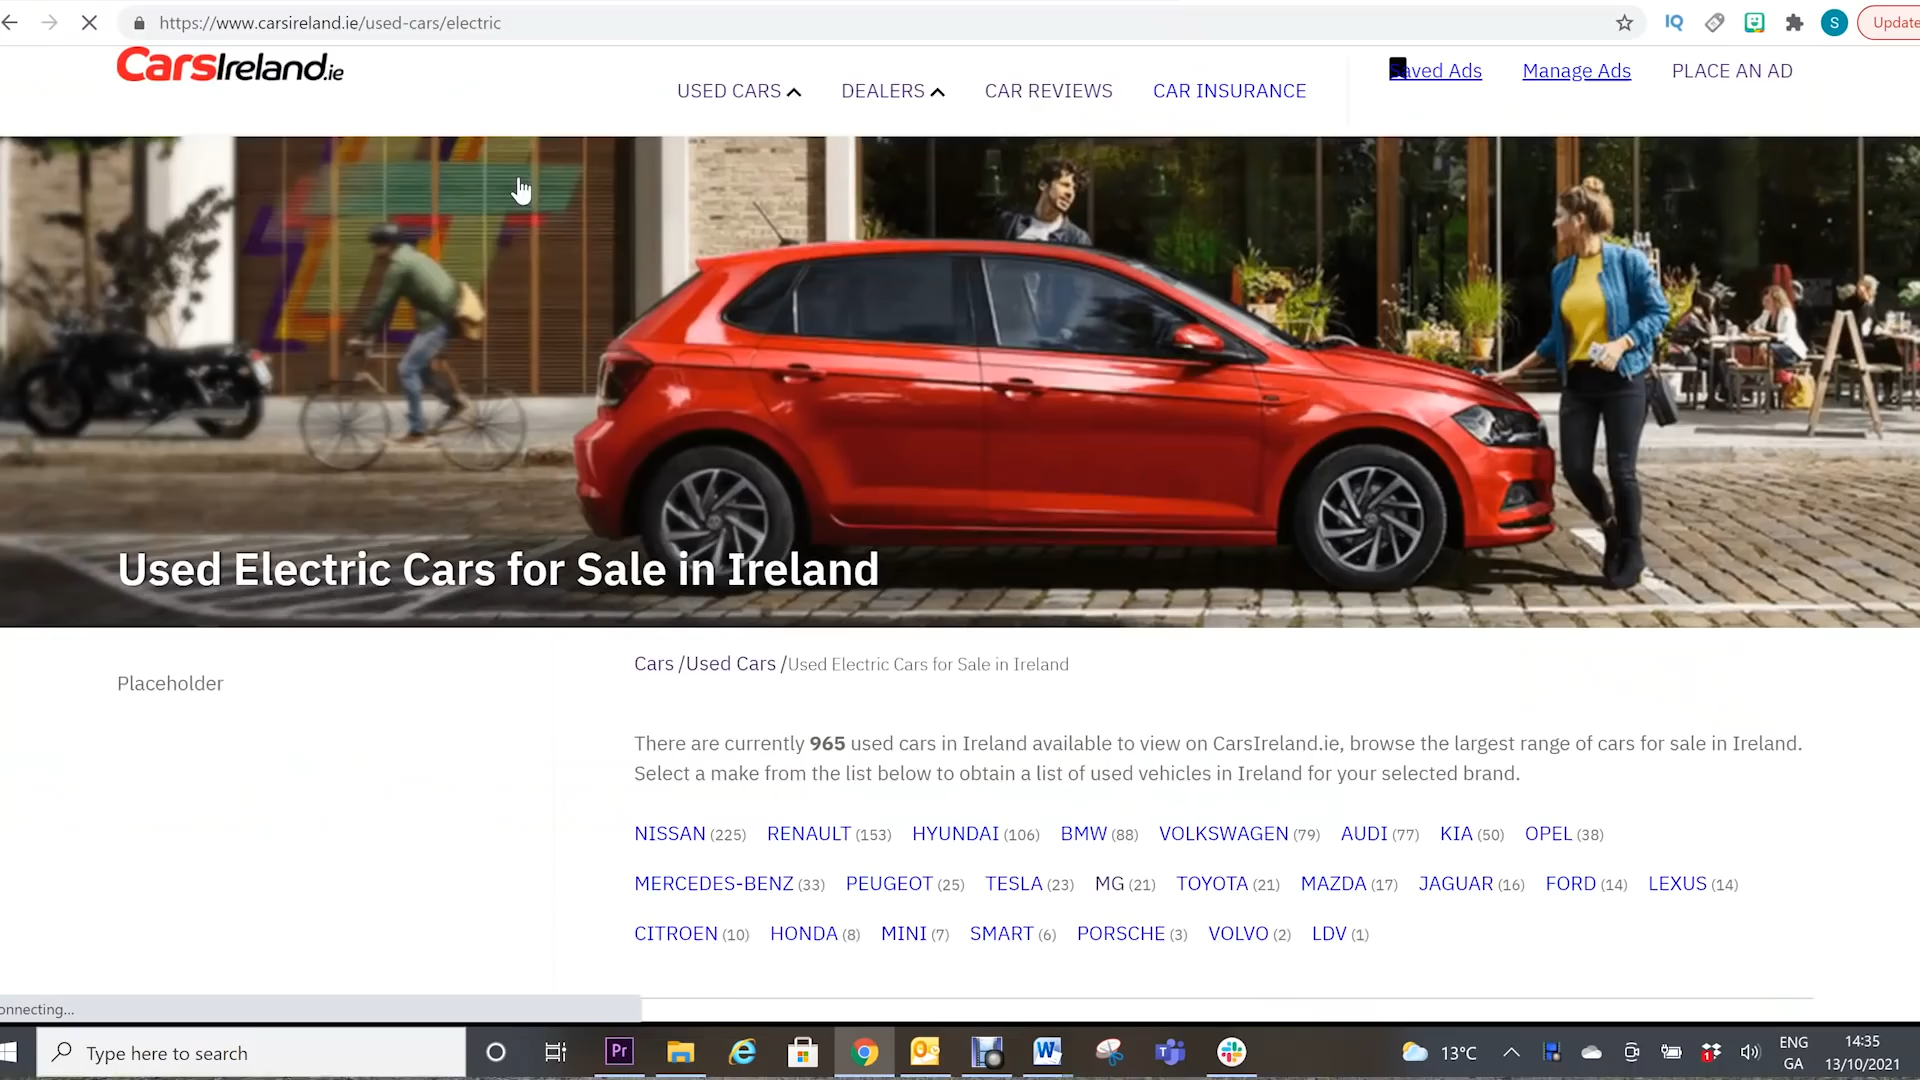 https://www.carsireland.ie/used-cars/electric
IQ
S
Update
CarsIreland.ie
USED CARS
DEALERS
CAR REVIEWS
CAR INSURANCE
Saved Ads
Manage Ads
PLACE AN AD
Used Electric Cars for Sale in Ireland
Placeholder
Cars /Used Cars /Used Electric Cars for Sale in Ireland
There are currently 965 used cars in Ireland available to view on CarsIreland.ie, browse the largest range of cars for sale in Ireland.
Select a make from the list below to obtain a list of used vehicles in Ireland for your selected brand.
NISSAN (225) RENAULT (153) HYUNDAI (106) BMW (88) VOLKSWAGEN (79) AUDI (77) KIA (50) OPEL (38)
MERCEDES-BENZ (33) PEUGEOT (25) TESLA (23) MG (21) TOYOTA (21) MAZDA (17) JAGUAR (16) FORD (14) LEXUS (14)
CITROEN (10) HONDA (8) MINI (7) SMART (6) PORSCHE (3) VOLVO (2) LDV (1)
onnecting...
Type here to search
Pr
13°C
1
ENG
GA
14:35
13/10/2021